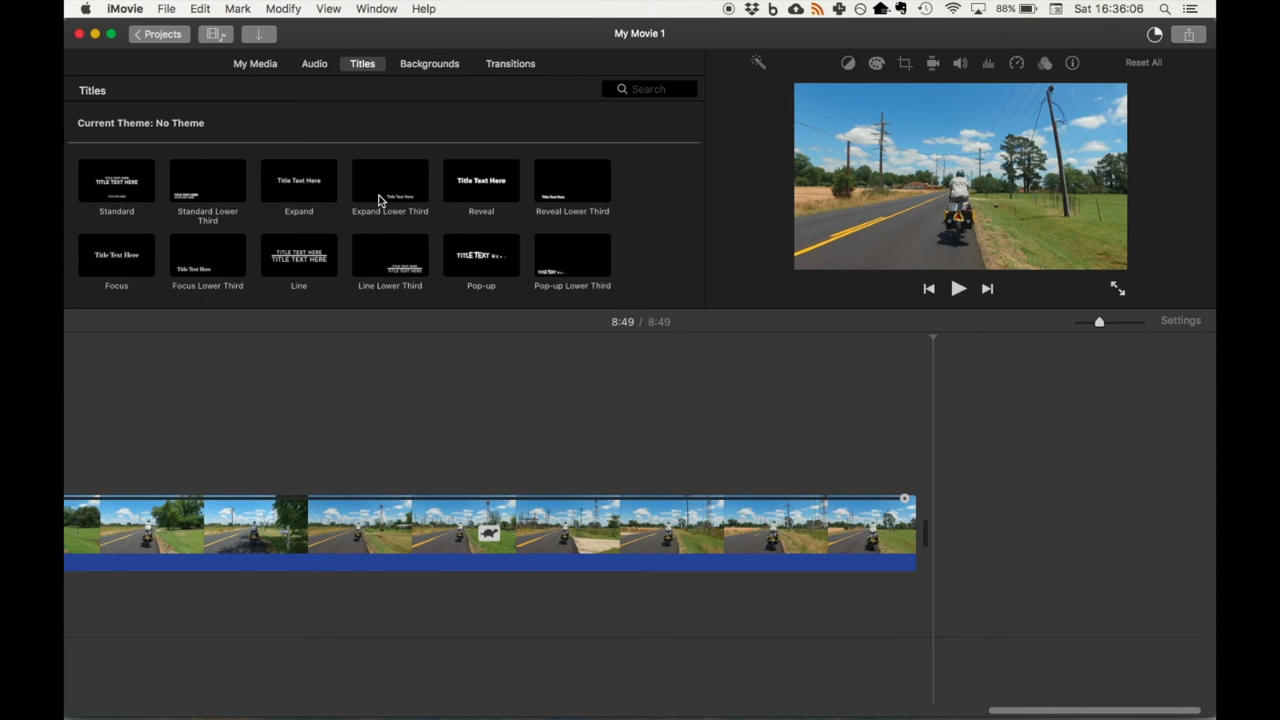 iMovie File Edit Mark Modify View Window Help 88% Sat 16:36:06
Projects My Movie 1
My Media Audio Titles Backgrounds Transitions Reset All
Titles Search
Current Theme: No Theme
TITLE TEXT HERE Title Text Here Title Text Here Title Text Here Title Text Here
Standard Standard Lower Third Expand Expand Lower Third Reveal Reveal Lower Third
Title Text Here Title Text Here TITLE TEXT HERE TITLE TEXT HERE
Focus Focus Lower Third Line Line Lower Third Pop-up Pop-up Lower Third
8:49 / 8:49 Settings